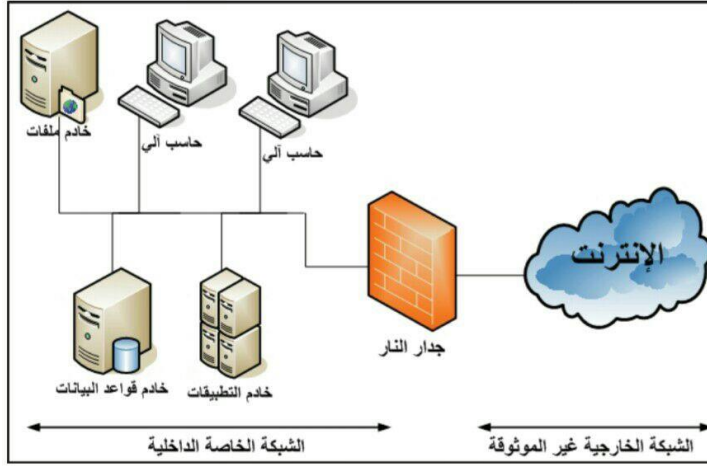 خادم ملفات
حاسب آلي
حاسب آلي
الإنترنت
جدار النار
خادم قواعد البيانات
خادم التطبيقات
الشبكة الخاصة الداخلية
الشبكة الخارجية غير الموثوقة